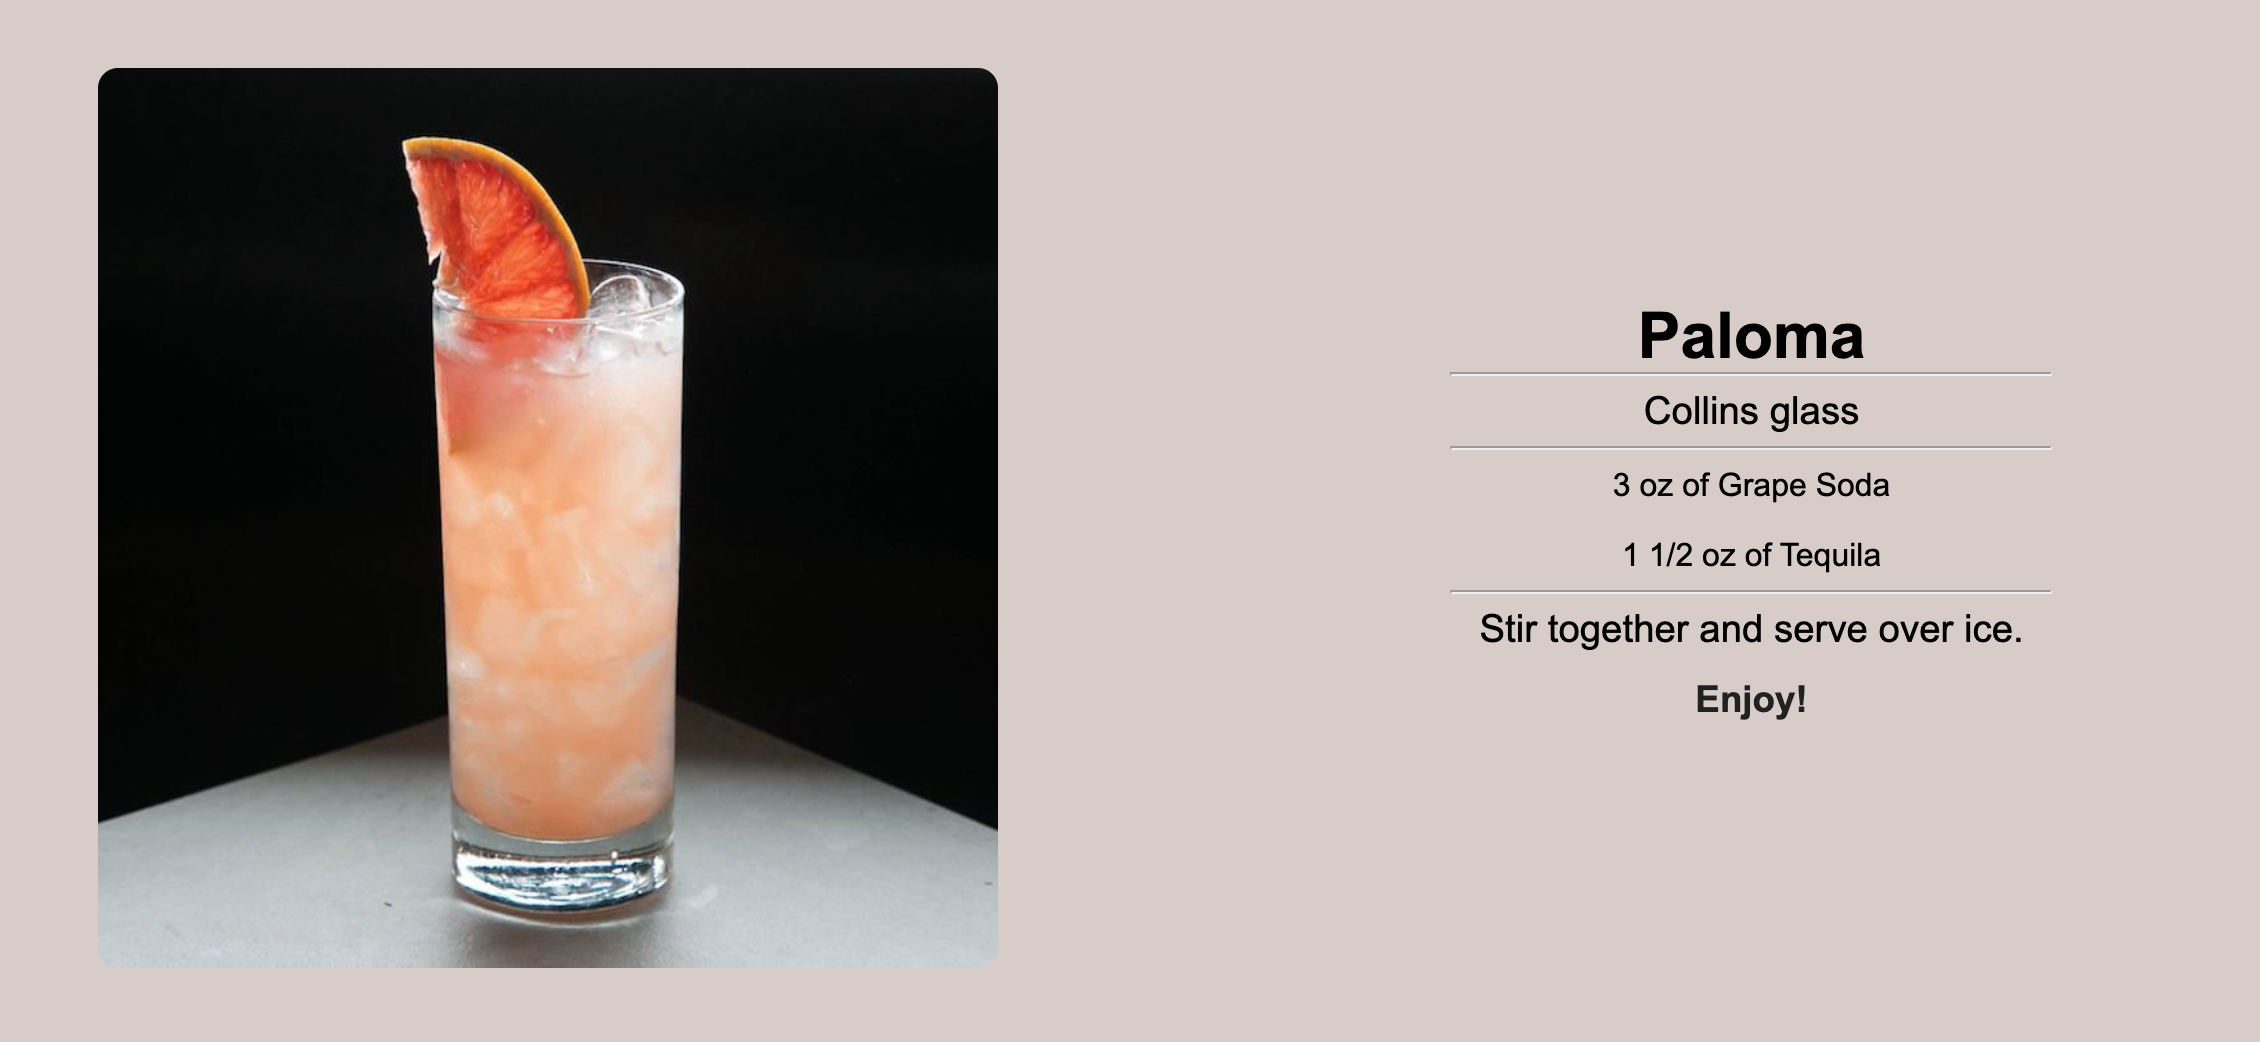 Paloma
Collins glass
3 oz of Grape Soda
1 1/2 oz of Tequila
Stir together and serve over ice.
Enjoy!